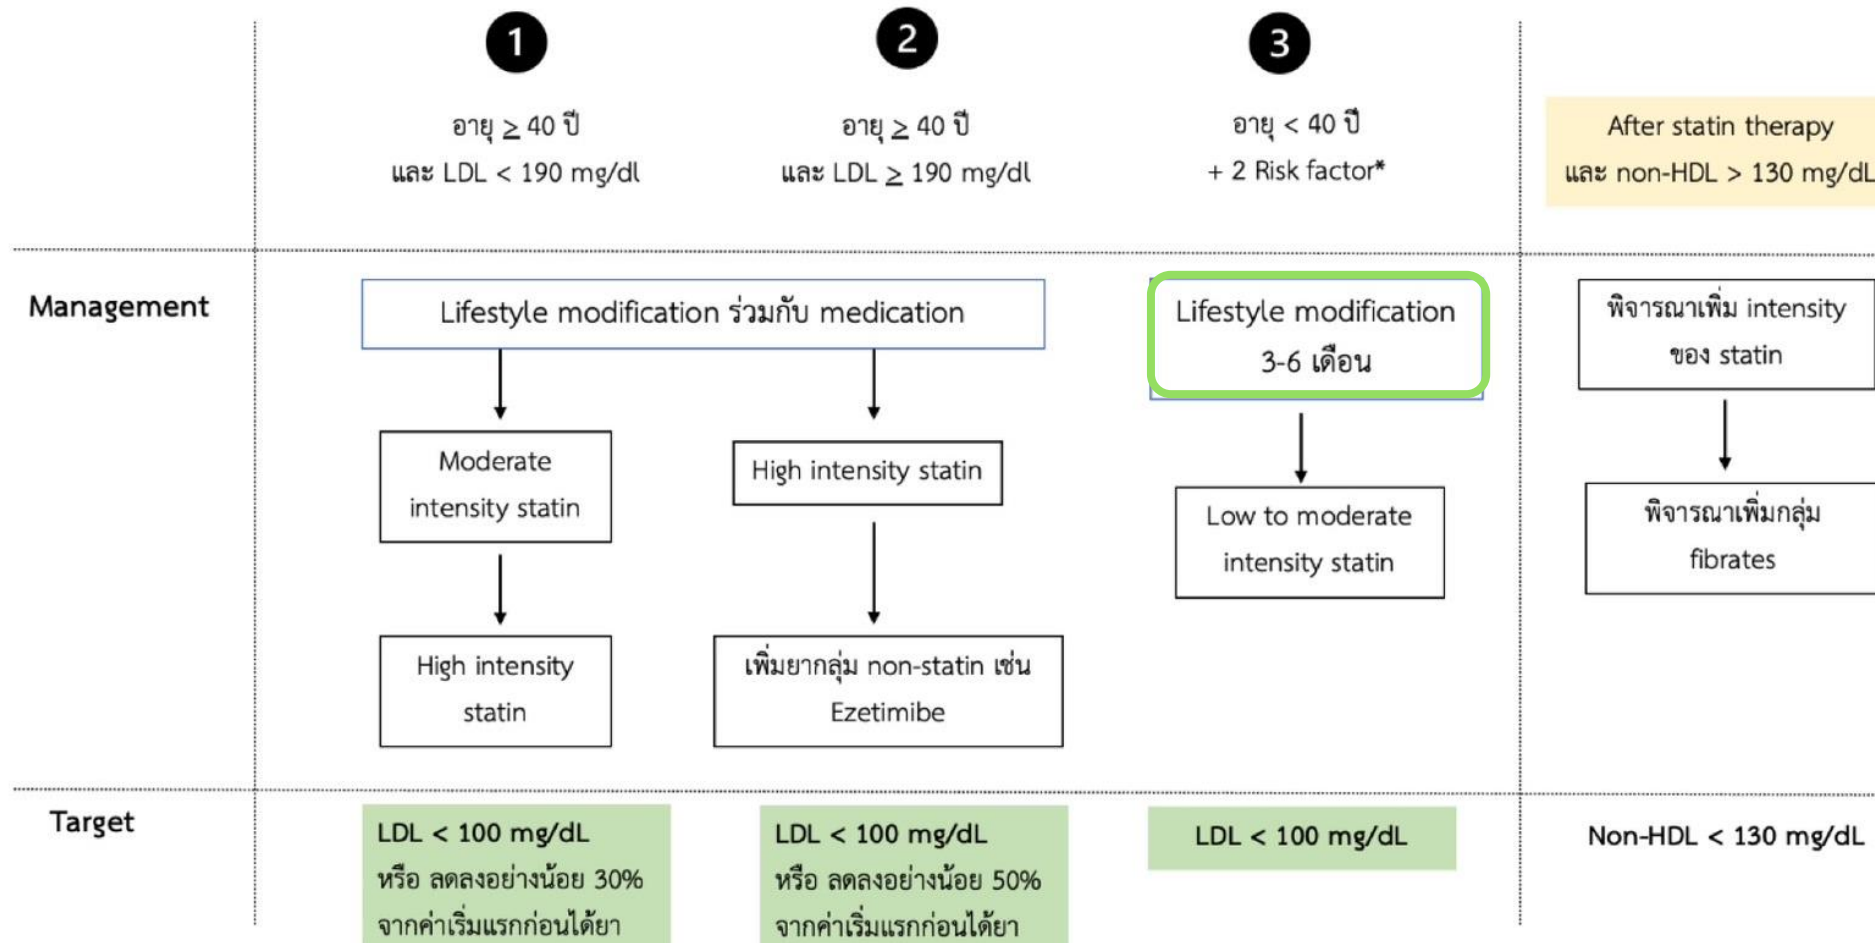 1
2
3
อายุ ≥ 40 ปี
และ LDL < 190 mg/dl
อายุ ≥ 40 ปี
และ LDL ≥ 190 mg/dl
อายุ < 40 ปี
+ 2 Risk factor*
After statin therapy
และ non-HDL > 130 mg/dL
Management
Lifestyle modification ร่วมกับ medication
Lifestyle modification
3-6 เดือน
พิจารณาเพิ่ม intensity
ของ statin
Moderate
intensity statin
High intensity statin
Low to moderate
intensity statin
พิจารณาเพิ่มกลุ่ม
fibrates
High intensity
statin
เพิ่มยากลุ่ม non-statin เช่น
Ezetimibe
Target
LDL < 100 mg/dL
หรือ ลดลงอย่างน้อย 30%
จากค่าเริ่มแรกก่อนได้ยา
LDL < 100 mg/dL
หรือ ลดลงอย่างน้อย 50%
จากค่าเริ่มแรกก่อนได้ยา
LDL < 100 mg/dL
Non-HDL < 130 mg/dL